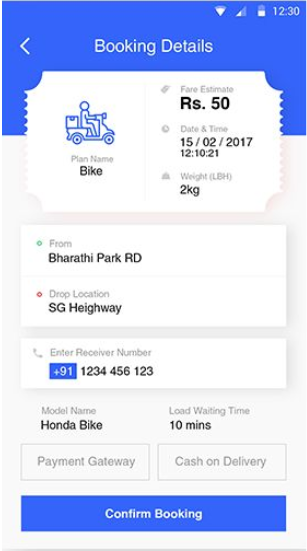 12:30
Booking Details
Fare Estimate
Rs. 50
Date & Time
15 / 02 / 2017
12:10:21
Plan Name
Bike
Weight (LBH)
2kg
From
Bharathi Park RD
Drop Location
SG Heighway
Enter Receiver Number
+91 1234 456 123
Model Name
Load Waiting Time
Honda Bike
10 mins
Payment Gateway
Cash on Delivery
Confirm Booking